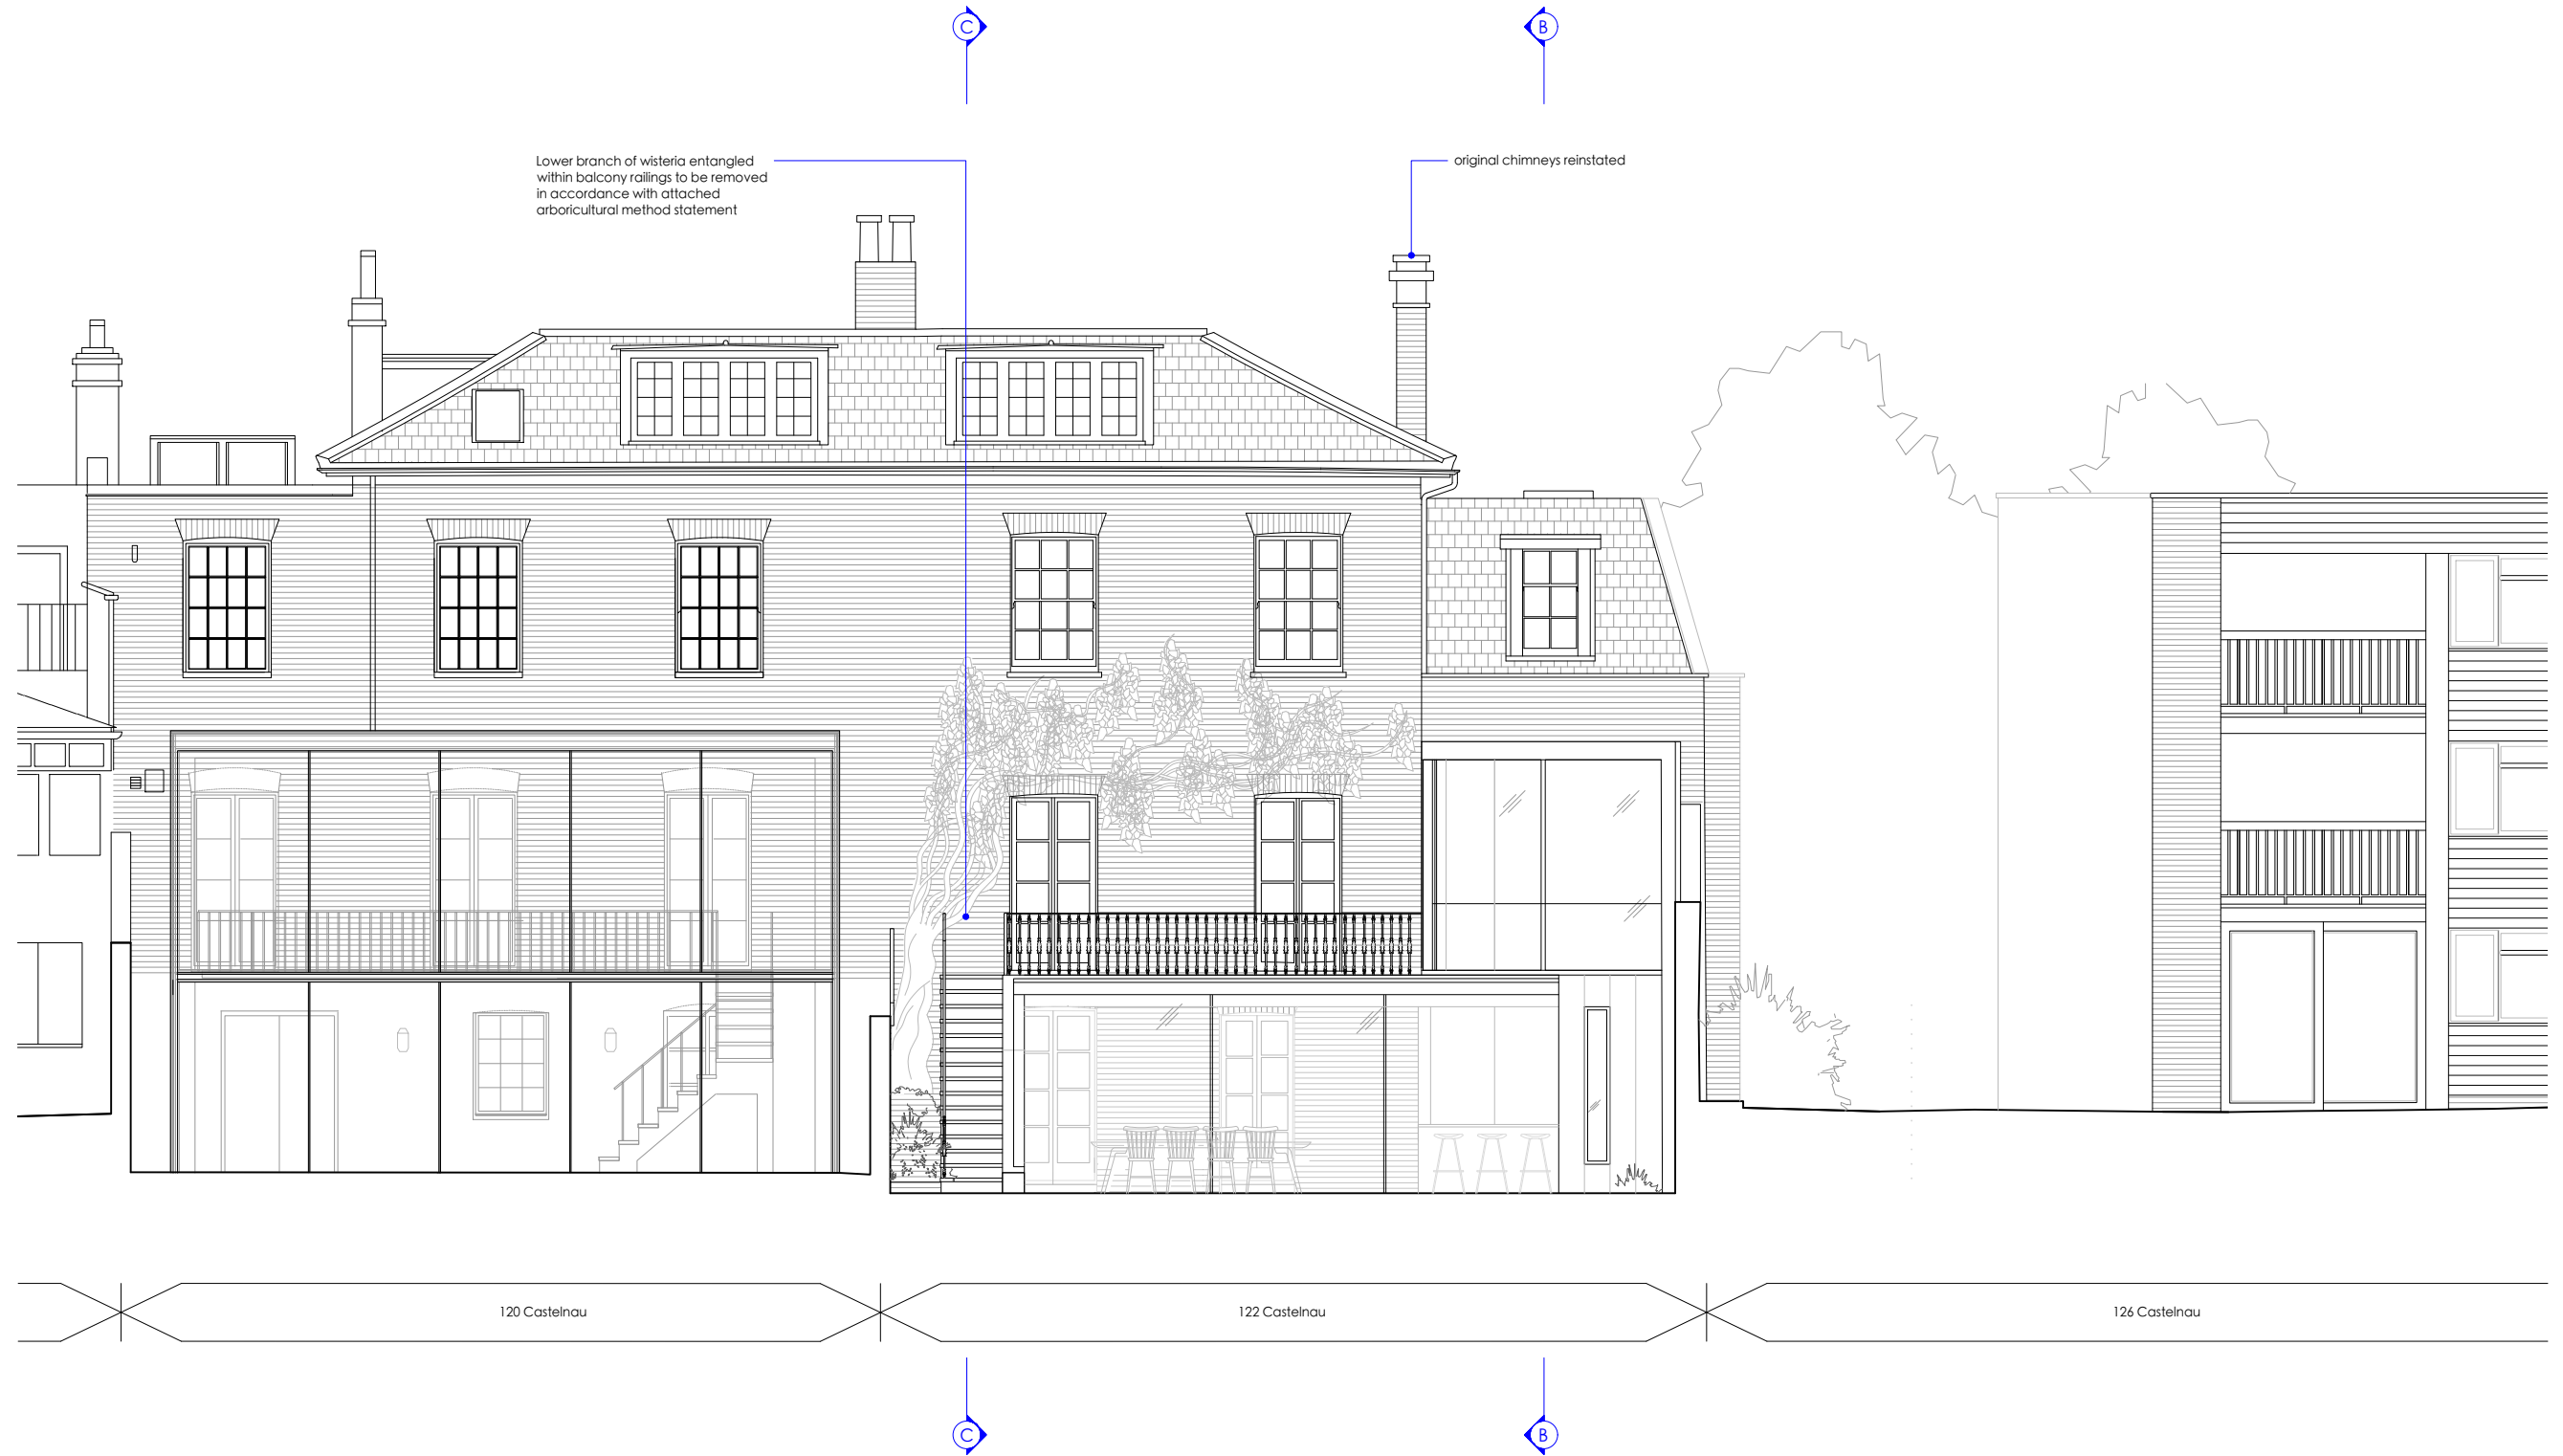 C
B
Lower branch of wisteria entangled
within balcony railings to be removed
in accordance with attached
arboricultural method statement
original chimneys reinstated
120 Castelnau
122 Castelnau
126 Castelnau
C
B